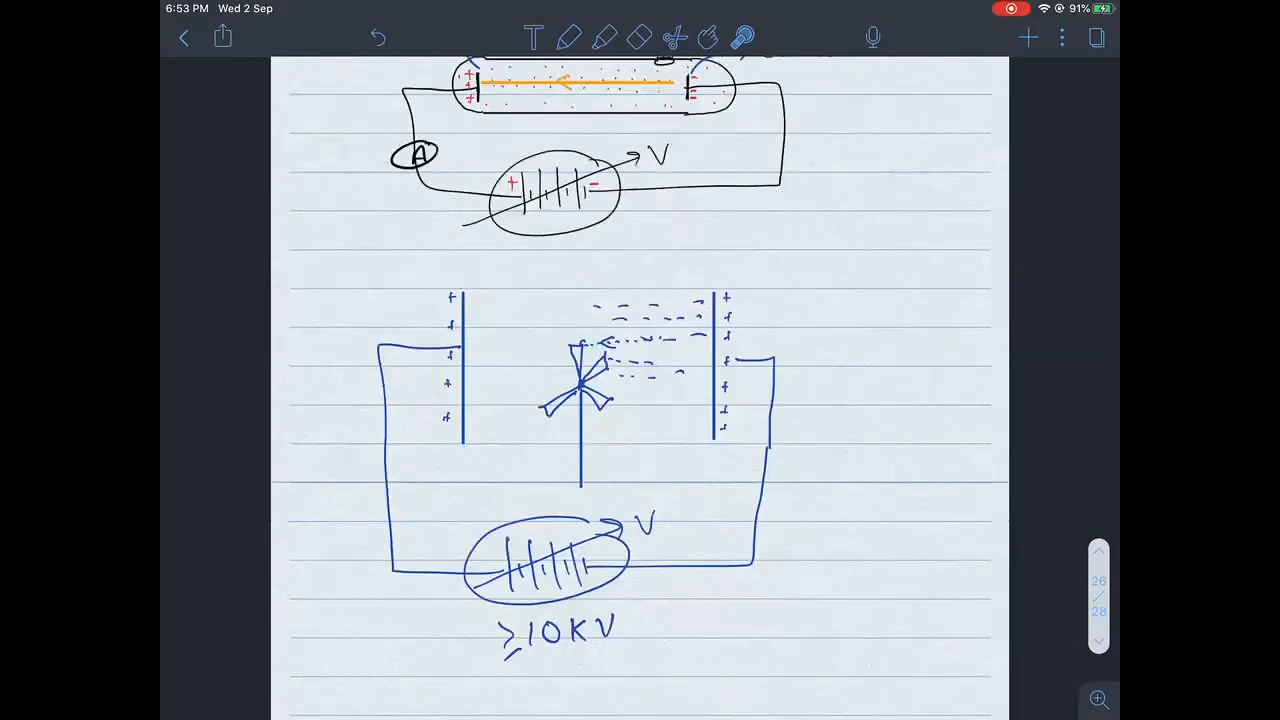 6:53 PM Wed 2 Sep
91%
T
+ -
+ -
+ -
A
V
+ -
+ - - - - +
+ - - - - +
+ - - - +
+ - - +
+ - - - +
+ +
+
V
≥10KV
26
/
28